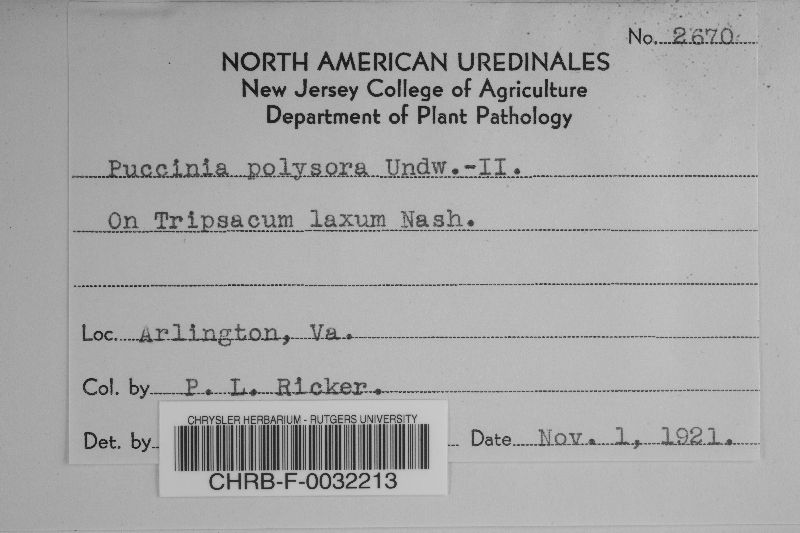 No. 2670
NORTH AMERICAN UREDINALES
New Jersey College of Agriculture
Department of Plant Pathology
Puccinia polysora Undw.-II.
On Tripsacum laxum Nash.
Loc. Arlington, Va.
Col. by P. L. Ricker.
Det. by
Date Nov. 1, 1921.
CHRYSLER HERBARIUM - RUTGERS UNIVERSITY
CHRB-F-0032213